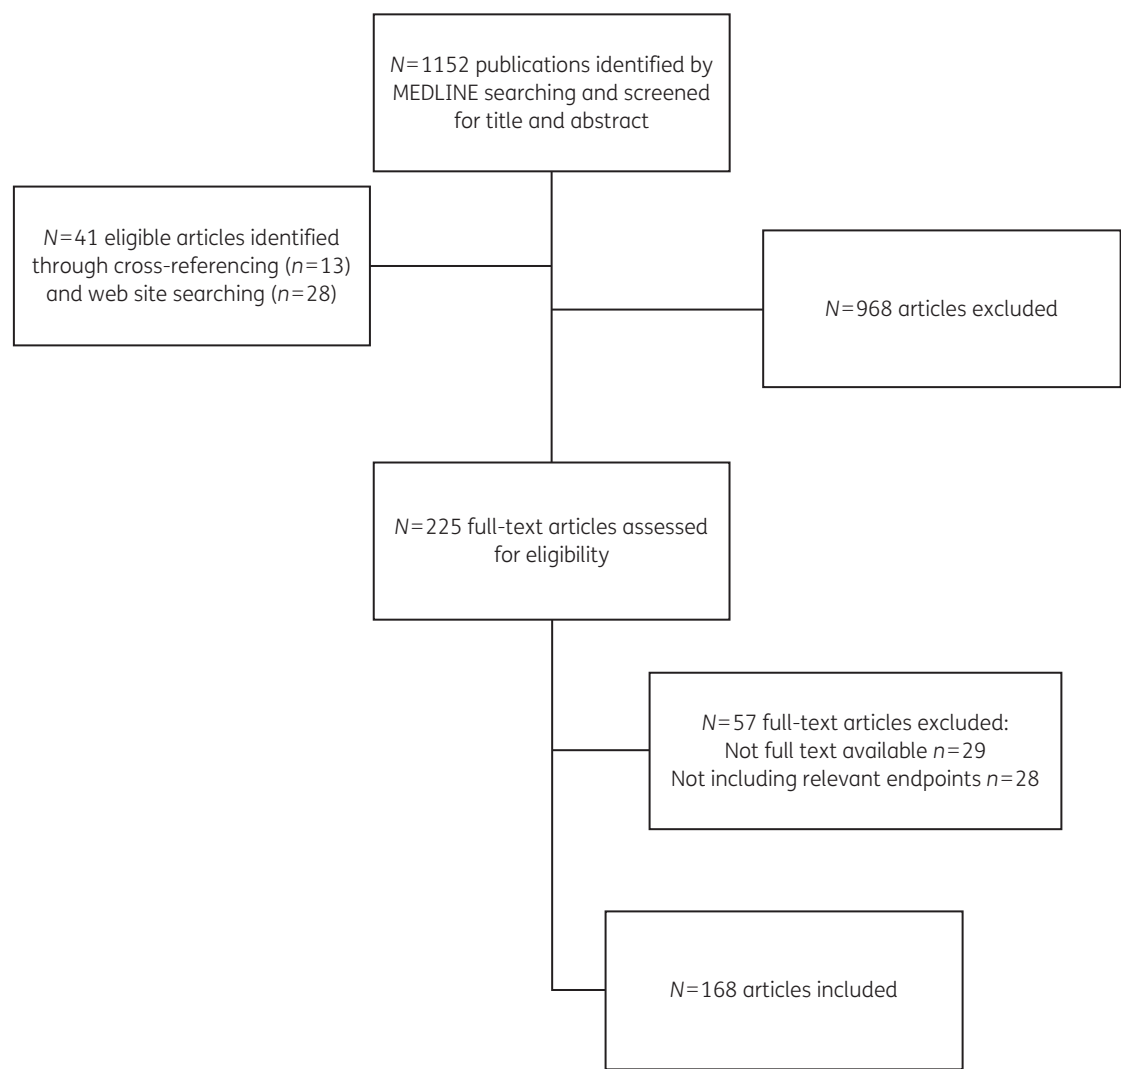 N=1152 publications identified by
MEDLINE searching and screened
for title and abstract
N=41 eligible articles identified
through cross-referencing (n=13)
and web site searching (n=28)
N=968 articles excluded
N=225 full-text articles assessed
for eligibility
N=57 full-text articles excluded:
Not full text available n=29
Not including relevant endpoints n=28
N=168 articles included